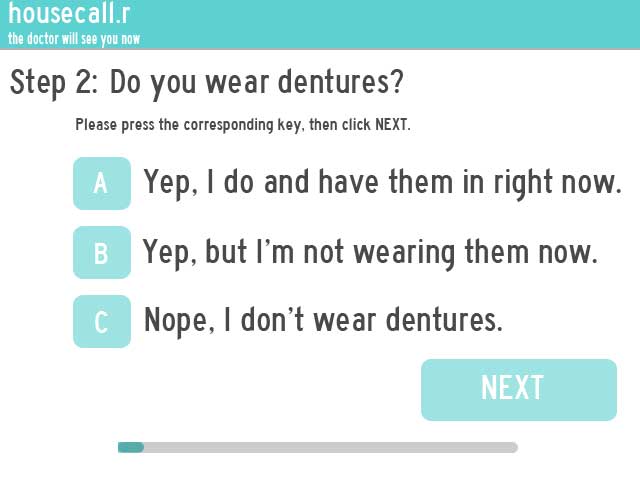 housecall.r
the doctor will see you now
Step 2: Do you wear dentures?
Please press the corresponding key, then click NEXT.
A Yep, I do and have them in right now.
B Yep, but I'm not wearing them now.
C Nope, I don't wear dentures.
NEXT